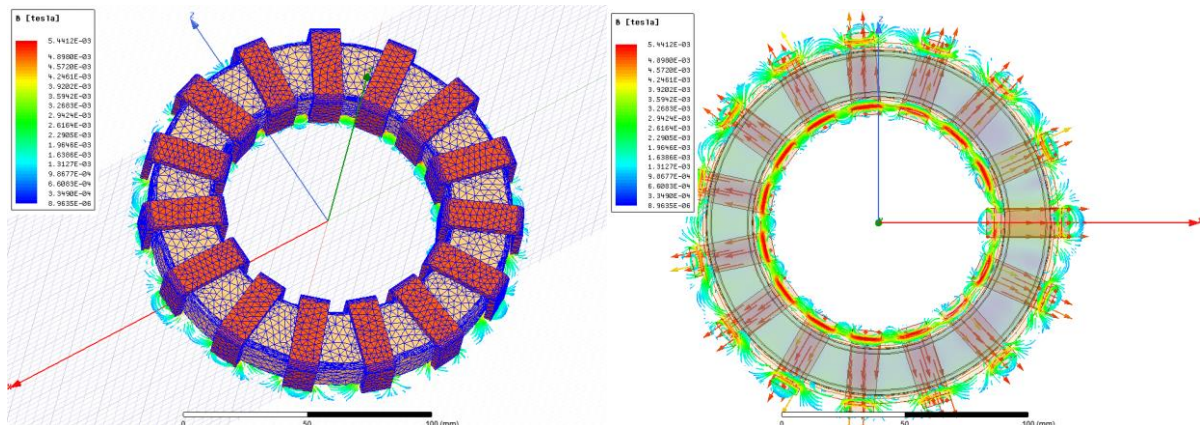 B [tesla]
5.4412E-03
4.8980E-03
4.5720E-03
4.2461E-03
3.9202E-03
3.5942E-03
3.2683E-03
2.9424E-03
2.6164E-03
2.2905E-03
1.9646E-03
1.6386E-03
1.3127E-03
9.8677E-04
6.6083E-04
3.3490E-04
8.9635E-06
0
50
100 (mm)
B [tesla]
5.4412E-03
4.8980E-03
4.5720E-03
4.2461E-03
3.9202E-03
3.5942E-03
3.2683E-03
2.9424E-03
2.6164E-03
2.2905E-03
1.9646E-03
1.6386E-03
1.3127E-03
9.8677E-04
6.6083E-04
3.3490E-04
8.9635E-06
0
50
100 (mm)